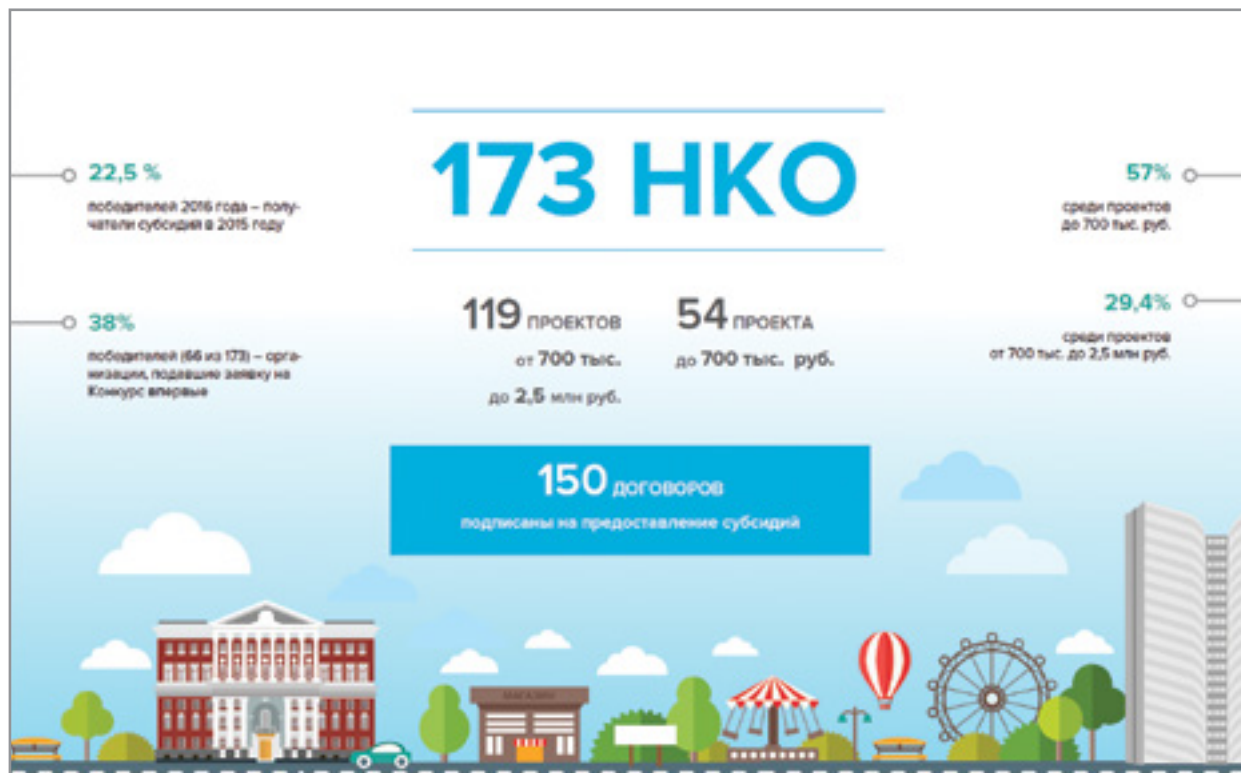 173 НКО
22,5 %
победителей 2016 года – полу-
чатели субсидия в 2015 году
38%
победителей (66 из 173) – орга-
низации, подавшие заявку на
Конкурс впервые
119 ПРОЕКТОВ
от 700 тыс.
до 2,5 млн руб.
54 ПРОЕКТА
до 700 тыс. руб.
57%
среди проектов
до 700 тыс. руб.
29,4%
среди проектов
от 700 тыс. до 2,5 млн руб.
150 ДОГОВОРОВ
подписаны на предоставление субсидий
МАГАЗИН